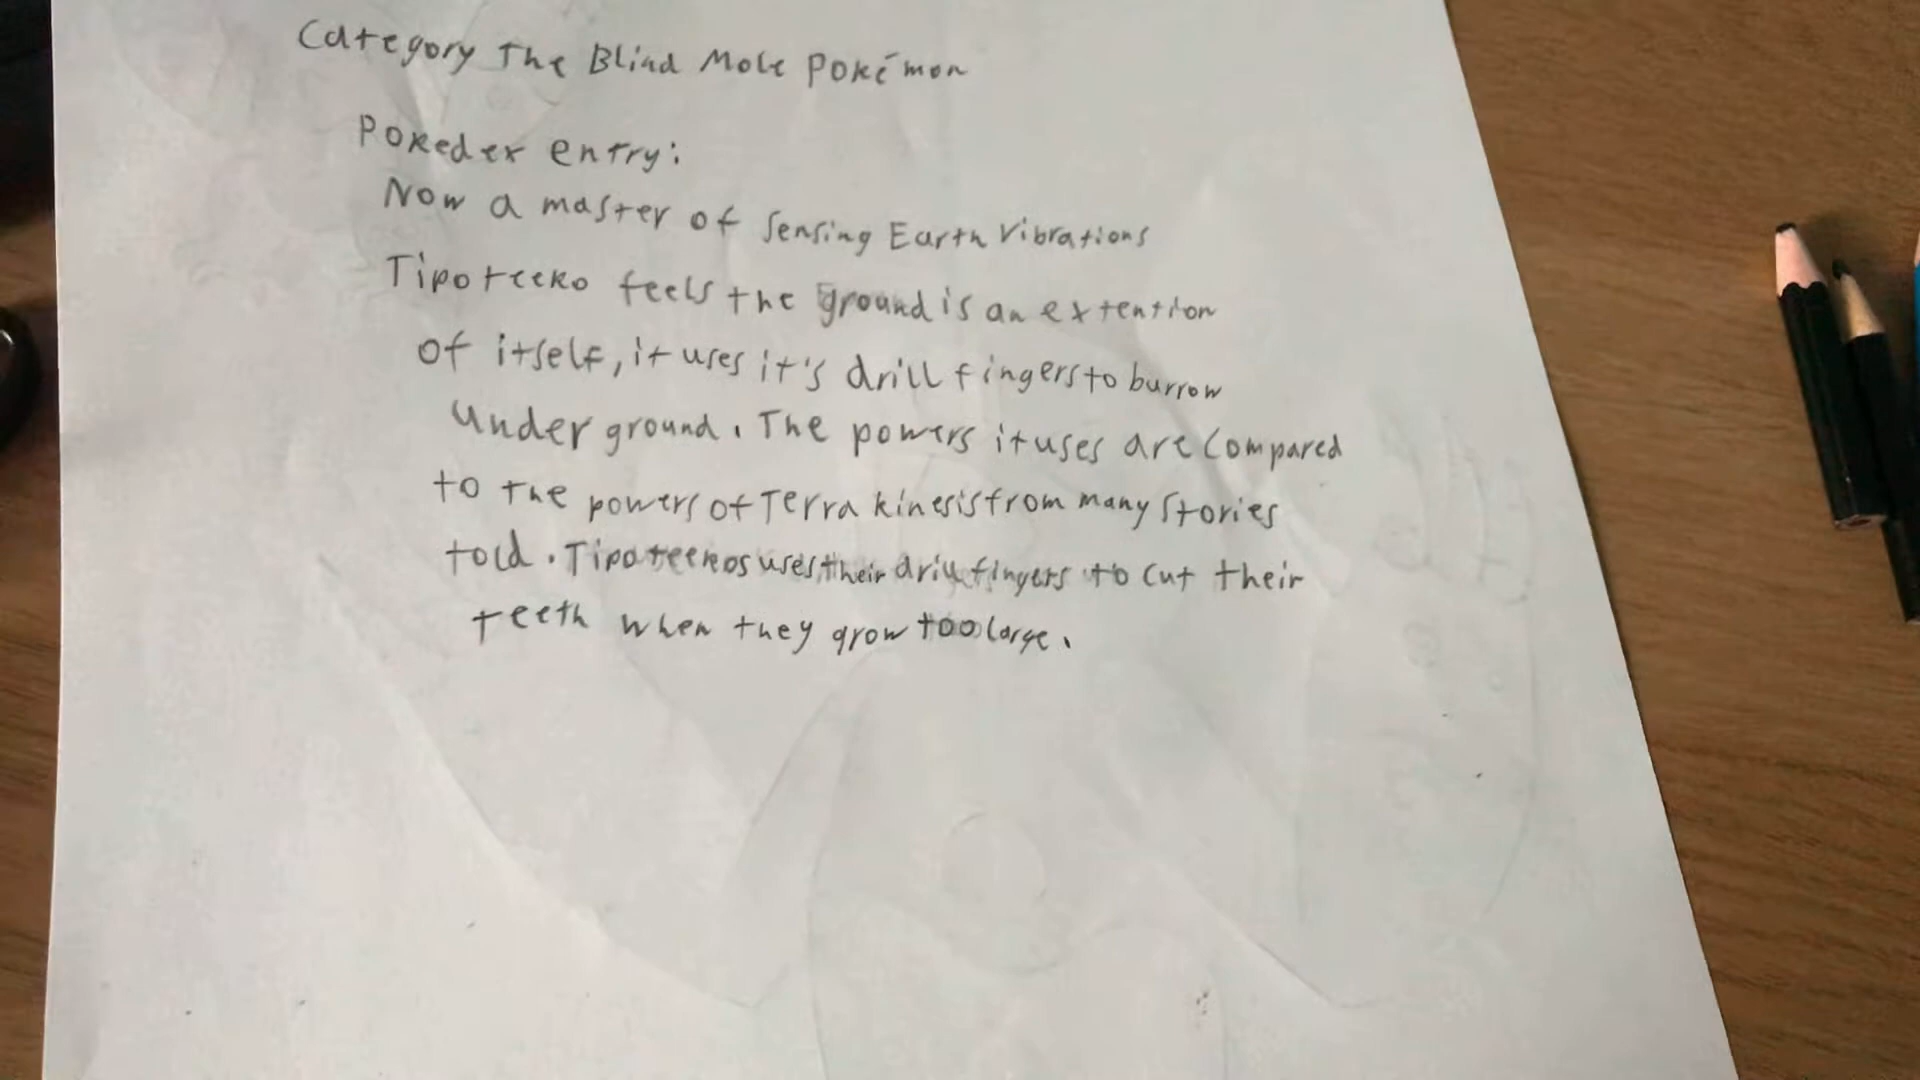 Category The Blind Mole Pokémon
Pokedex entry:
Now a master of Sensing Earth Vibrations
Tipoteeko feels the ground is an extention
of itself, it uses it's drill fingers to burrow
under ground. The powers it uses are compared
to the powers of Terra kinesis from many stories
told. Tipoteekos uses their drill fingers to cut their
teeth when they grow too large.